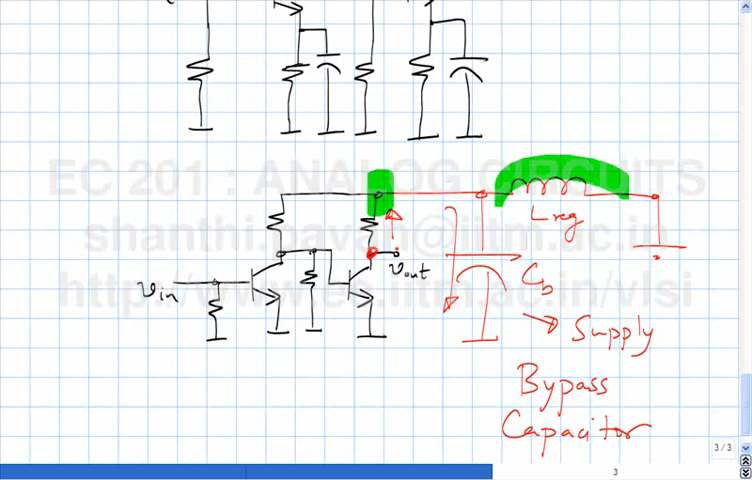 EC 201 : ANALOG CIRCUITS
shanthi.pavan@iitm.ac.in
http://www.ee.iitm.ac.in/vlsi
Lreg
Vout
Vin
Cb
→ Supply
Bypass
Capacitor
3 / 3
3